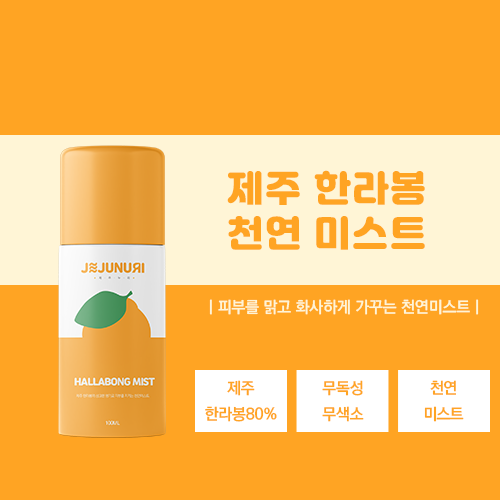 제주 한라봉
천연 미스트
| 피부를 맑고 화사하게 가꾸는 천연미스트 |
JEJUNURI
HALLABONG MIST
100ML
제주
한라봉80%
무독성
무색소
천연
미스트